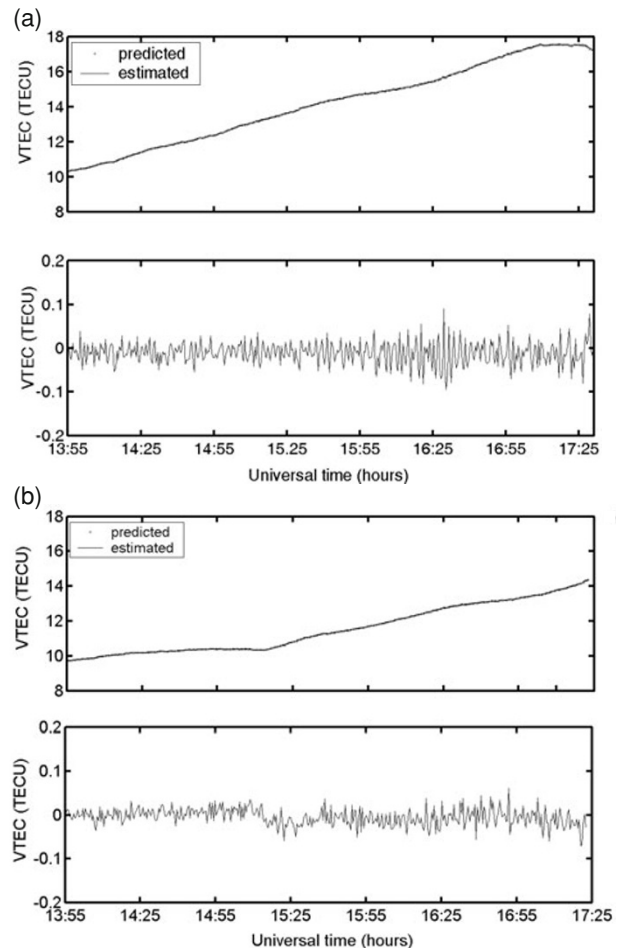 (a)
18
16
14
12
10
8
VTEC (TECU)
predicted
estimated
0.2
0.1
0
-0.1
-0.2
VTEC (TECU)
13:55 14:25 14:55 15.25 15:55 16:25 16:55 17:25
Universal time (hours)
(b)
18
16
14
12
10
8
VTEC (TECU)
predicted
estimated
0.2
0.1
0
-0.1
-0.2
VTEC (TECU)
13:55 14:25 14:55 15:25 15:55 16:25 16:55 17:25
Universal time (hours)